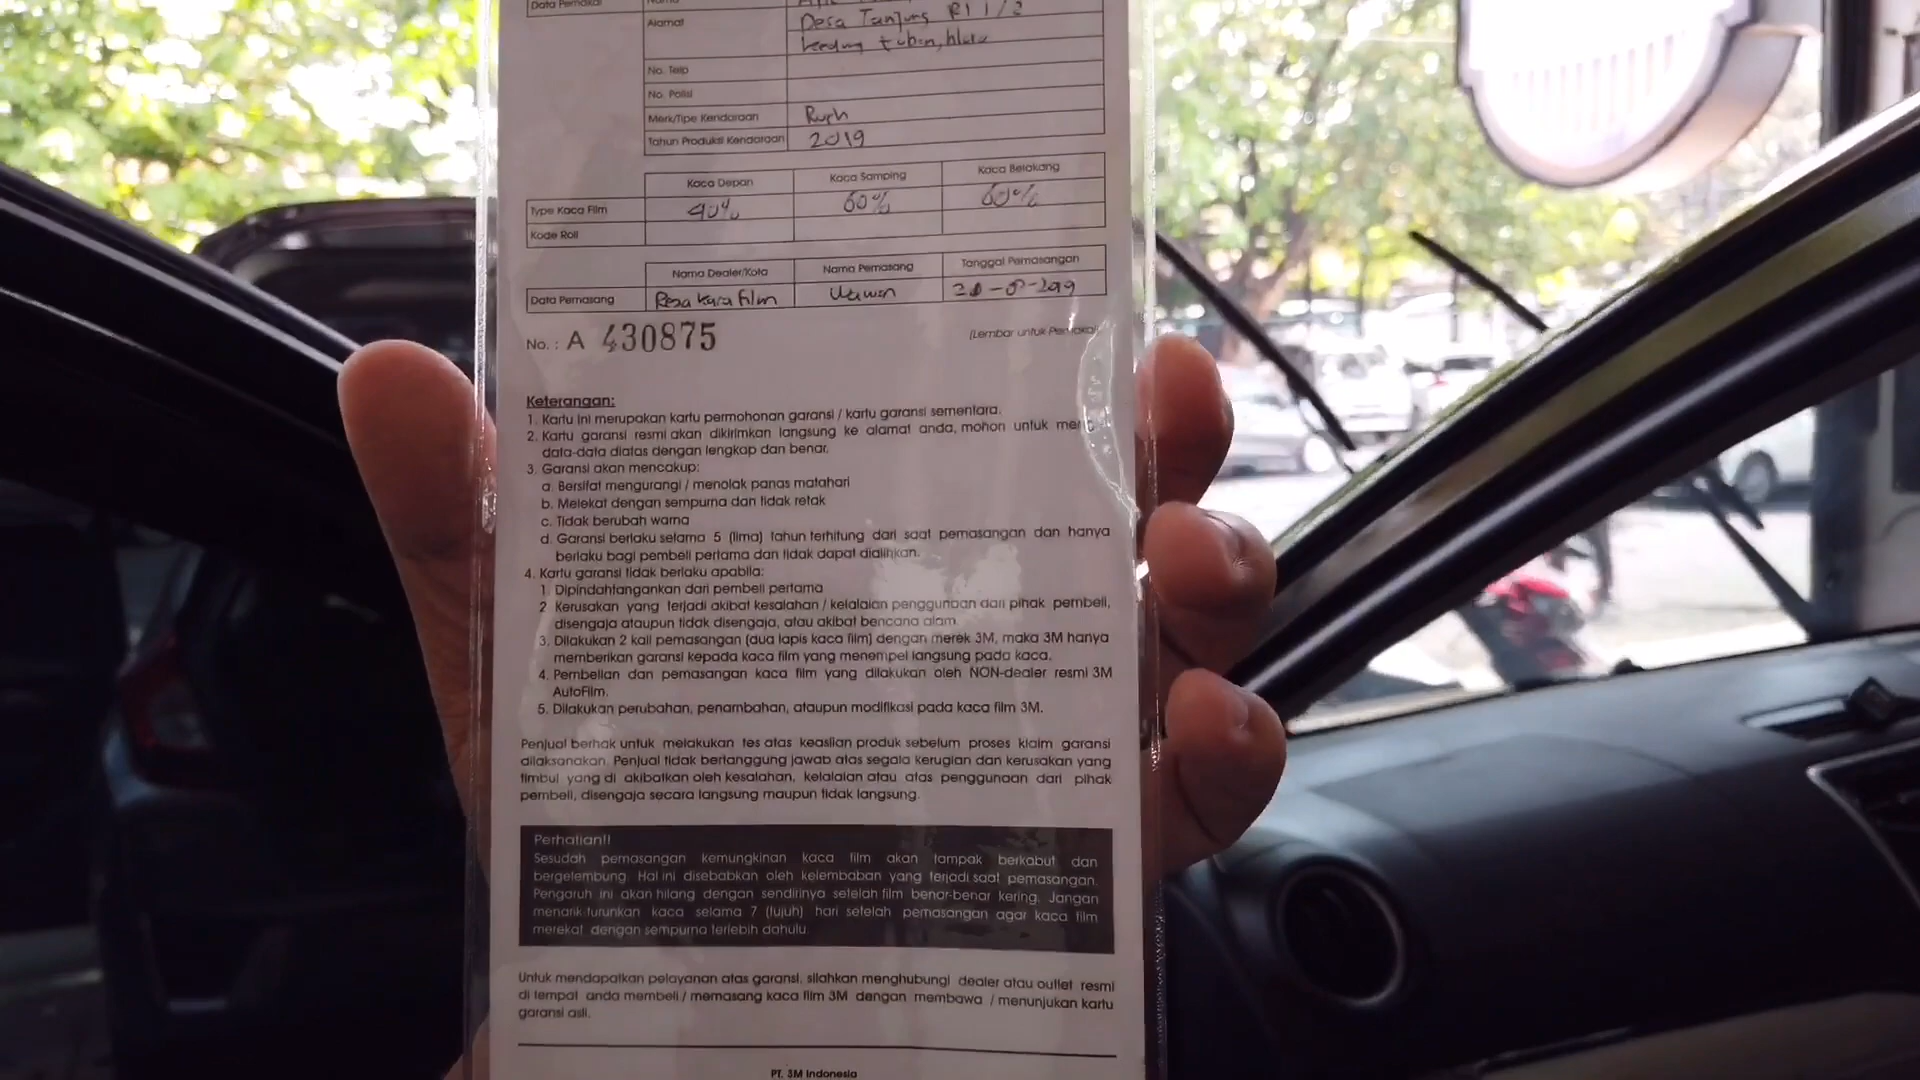 Data Pemakai
Alamat
Desa Tanjung RT 1/2
kedung tuban, blora
No. Telp
No. Polisi
Merk/Tipe Kendaraan
Rush
Tahun Produksi Kendaraan
2019
Kaca Depan Kaca Samping Kaca Belakang
Type Kaca Film 40% 60% 60%
Kode Roll
Nama Dealer/Kota Nama Pemasang Tanggal Pemasangan
Data Pemasang Resa Kaca Film Wawan
No. : A 430875
(Lembar untuk Pemakai)
Keterangan:
1. Kartu ini merupakan kartu permohonan garansi / kartu garansi sementara.
2. Kartu garansi resmi akan dikirimkan langsung ke alamat anda, mohon untuk
data-data diatas dengan lengkap dan benar.
3. Garansi akan mencakup:
a. Bersifat mengurangi / menolak panas matahari
b. Melekat dengan sempurna dan tidak retak
c. Tidak berubah warna
d. Garansi berlaku selama 5 (lima) tahun terhitung dari saat pemasangan dan hanya
berlaku bagi pembeli pertama dan tidak dapat dialihkan.
4. Kartu garansi tidak berlaku apabila:
1. Dipindahtangankan dari pembeli pertama
2 Kerusakan yang terjadi akibat kesalahan / kelalaian penggunaan dari pihak pembeli,
disengaja ataupun tidak disengaja, atau akibat bencana alam.
3. Dilakukan 2 kali pemasangan (dua lapis kaca film) dengan merek 3M, maka 3M hanya
memberikan garansi kepada kaca film yang menempel langsung pada kaca.
4. Pembelian dan pemasangan kaca film yang dilakukan oleh NON-dealer resmi 3M
AutoFilm.
5. Dilakukan perubahan, penambahan, ataupun modifikasi pada kaca film 3M.
Penjual berhak untuk melakukan tes atas keaslian produk sebelum proses klaim garansi
dilaksanakan. Penjual tidak bertanggung jawab atas segala kerugian dan kerusakan yang
timbul yang di akibatkan oleh kesalahan, kelalaian atau atas penggunaan dari pihak
pembeli, disengaja secara langsung maupun tidak langsung.
Perhatian!!
Sesudah pemasangan kemungkinan kaca film akan tampak berkabut dan
bergelembung. Hal ini disebabkan oleh kelembaban yang terjadi saat pemasangan.
Pengaruh ini akan hilang dengan sendirinya setelah film benar-benar kering. Jangan
menarik-turunkan kaca selama 7 (tujuh) hari setelah pemasangan agar kaca film
merekat dengan sempurna terlebih dahulu
Untuk mendapatkan pelayanan atas garansi, silahkan menghubungi dealer atau outlet resmi
di tempat anda membeli / memasang kaca film 3M dengan membawa / menunjukan kartu
garansi asli.
PT. 3M Indonesia